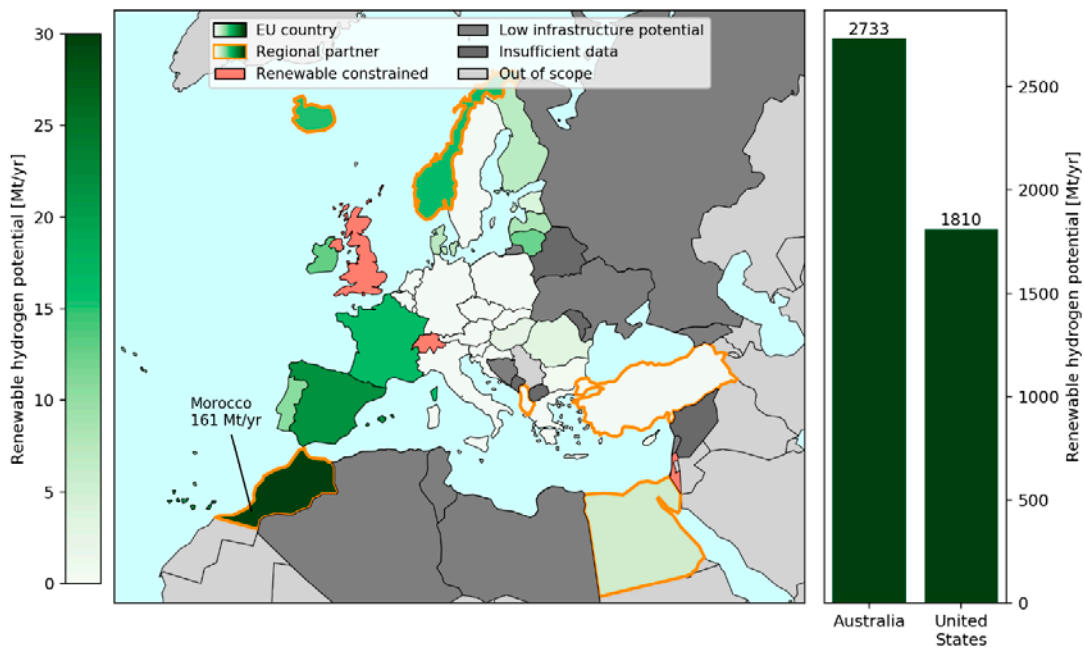 Renewable hydrogen potential [Mt/yr]
30
25
20
15
10
5
0
EU country
Regional partner
Renewable constrained
Low infrastructure potential
Insufficient data
Out of scope
Morocco
161 Mt/yr
2733
1810
Australia
United
States
2500
2000
1500
1000
500
0
Renewable hydrogen potential [Mt/yr]